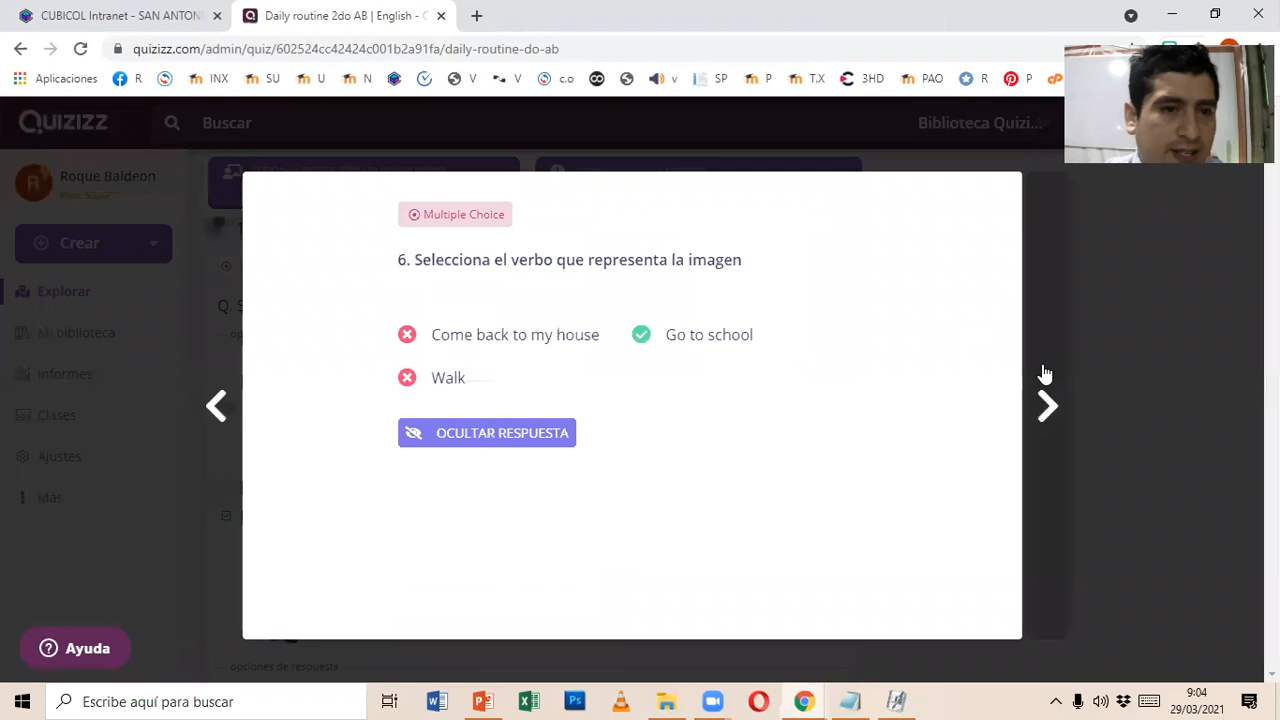 CUBICOL Intranet - SAN ANTON
Daily routine 2do AB | English - Q
quizizz.com/admin/quiz/602524cc42424c001b2a91fa/daily-routine-do-ab
Aplicaciones R INX SU U N V V c.o v SP P T.X 3HD PAO R P
Quizizz Buscar Biblioteca Quizi...
Roque Baldeon
Crear
Explorar
Mi biblioteca
Informes
Clases
Ajustes
Más
Ayuda
Multiple Choice
6. Selecciona el verbo que representa la imagen
Come back to my house Go to school
Walk
OCULTAR RESPUESTA
opciones de respuesta
Escribe aquí para buscar
9:04
29/03/2021